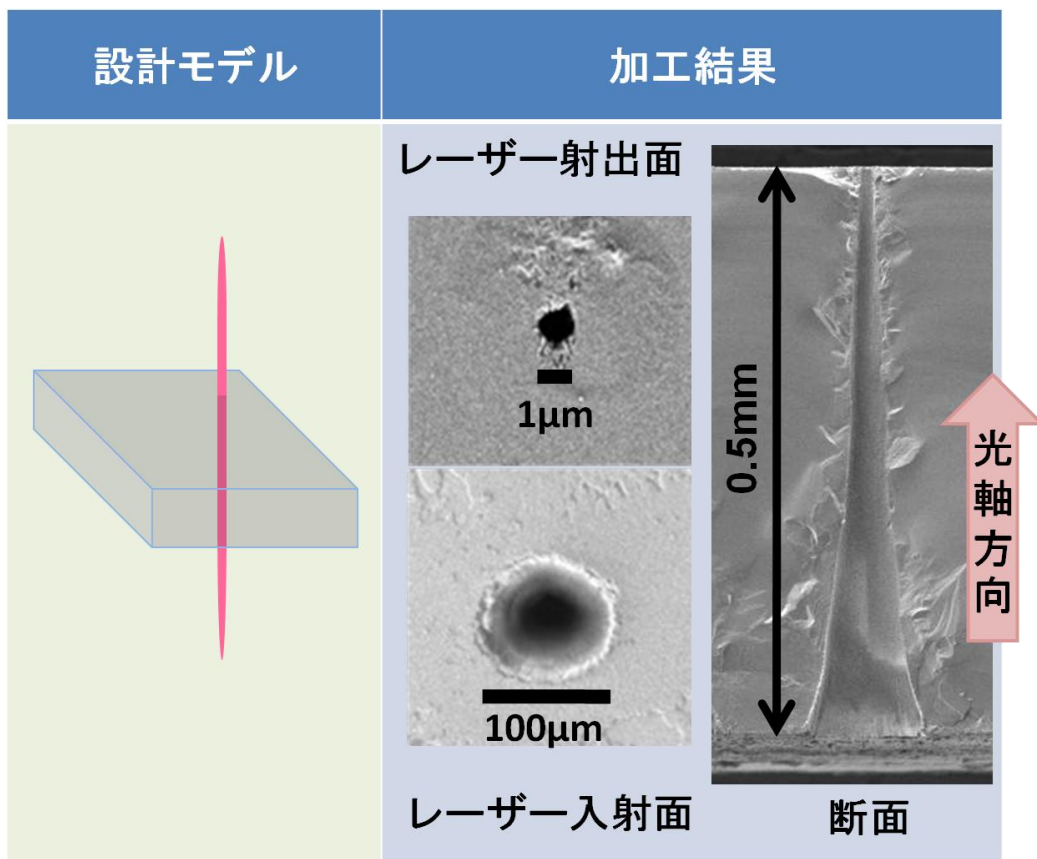 設計モデル
加工結果
レーザー射出面
1μm
100μm
レーザー入射面
0.5mm
断面
光軸方向